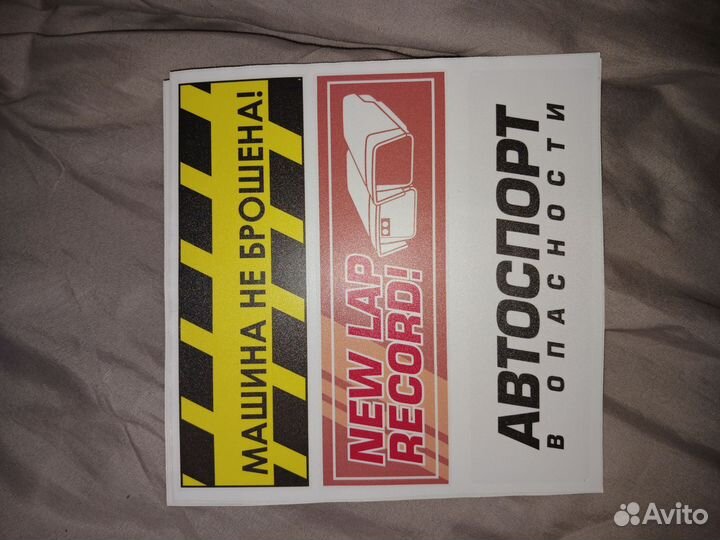 МАШИНА НЕ БРОШЕНА!
NEW LAP
RECORD!
АВТОСПОРТ
В ОПАСНОСТИ
Avito